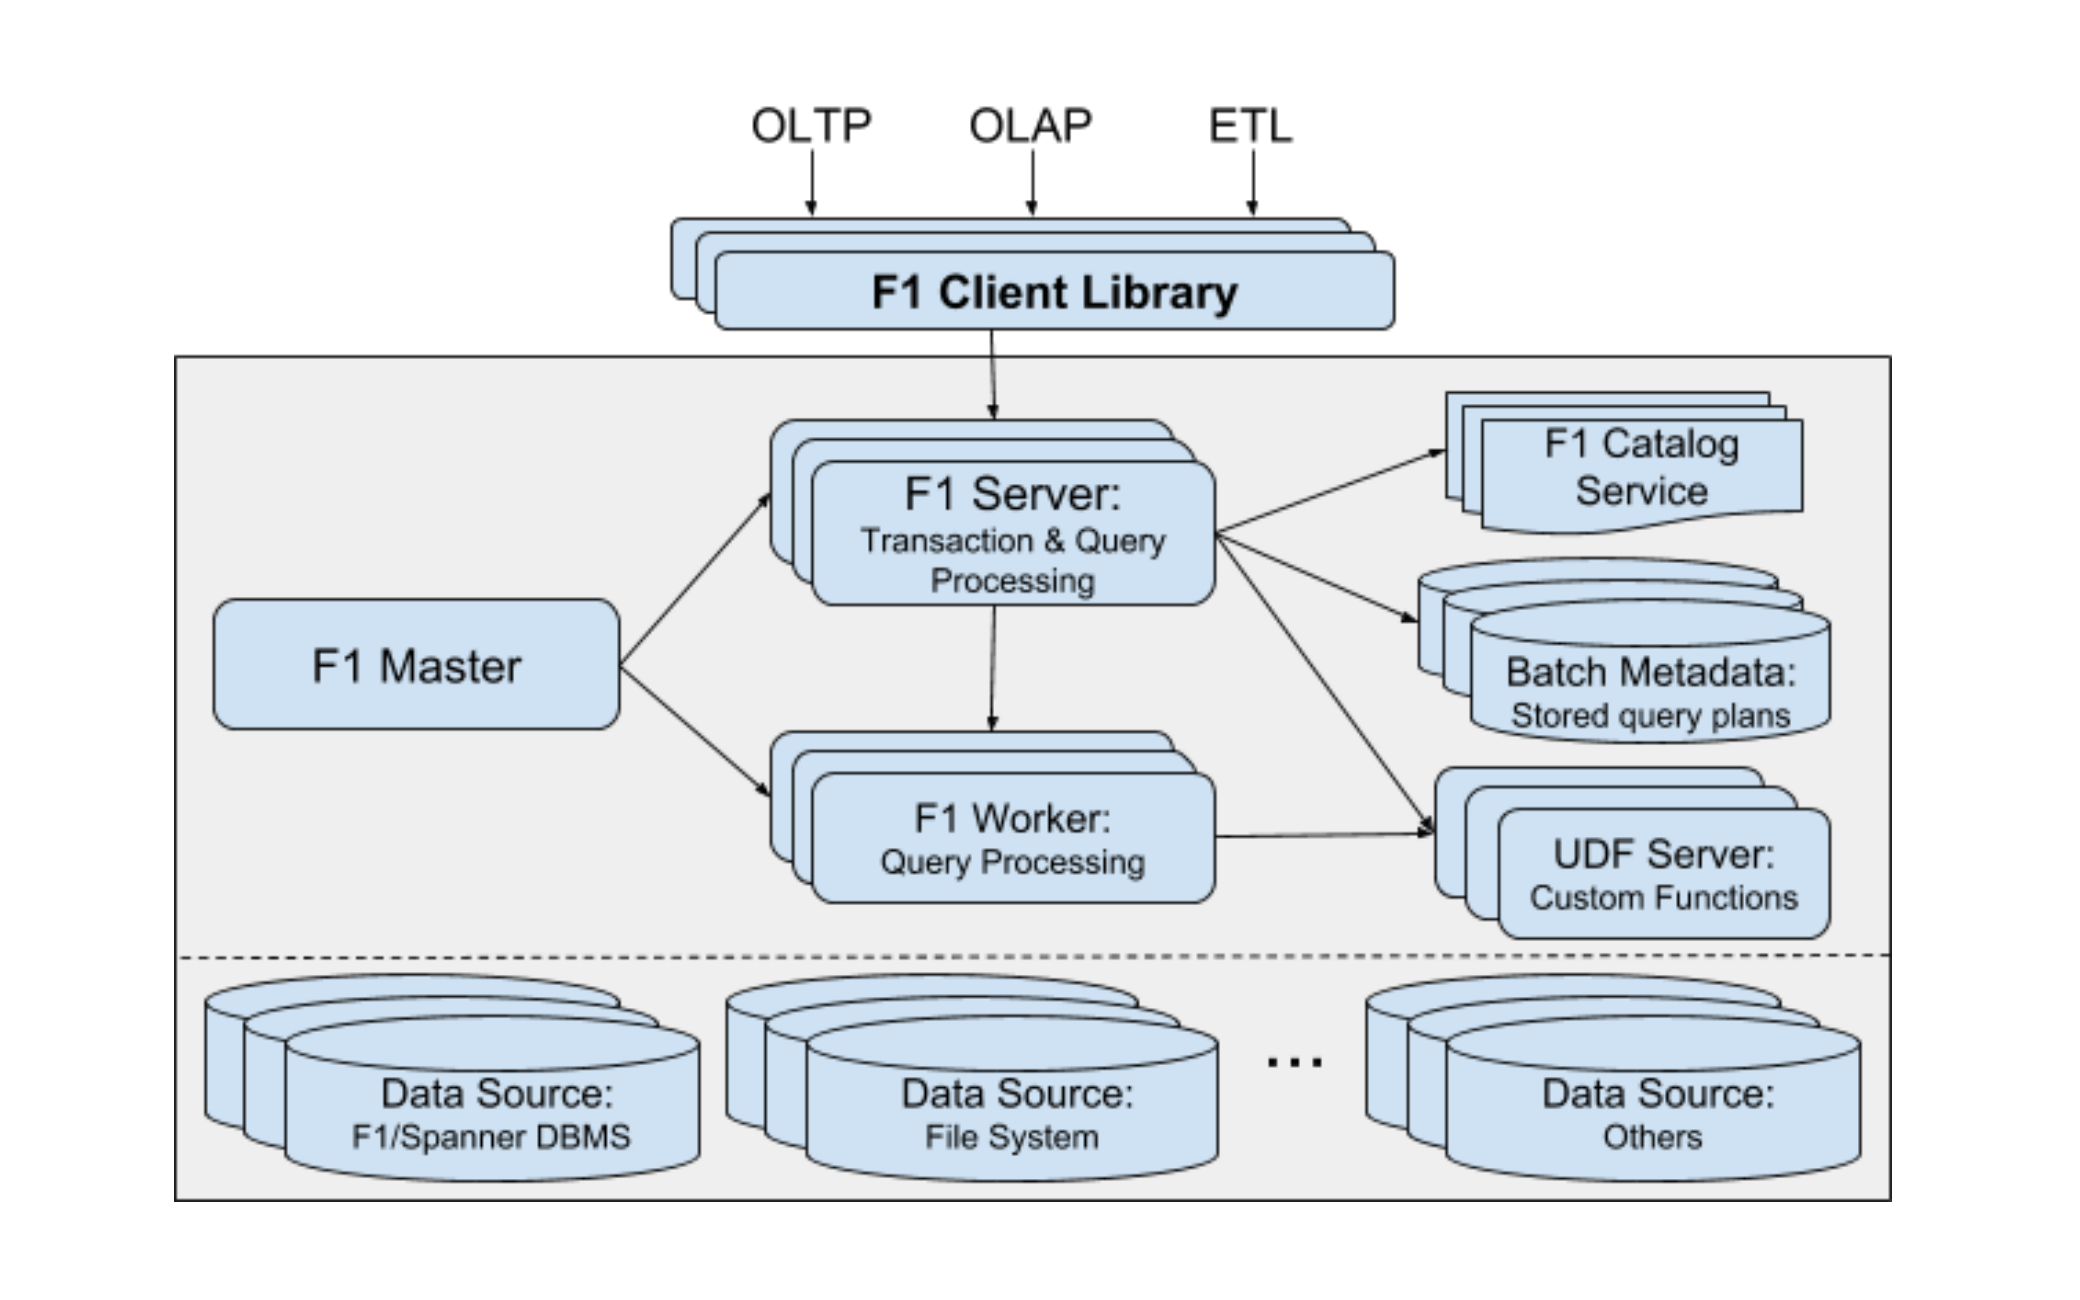 OLTP
OLAP
ETL
F1 Client Library
F1 Server:
Transaction & Query
Processing
F1 Catalog
Service
F1 Master
Batch Metadata:
Stored query plans
F1 Worker:
Query Processing
UDF Server:
Custom Functions
Data Source:
F1/Spanner DBMS
Data Source:
File System
...
Data Source:
Others